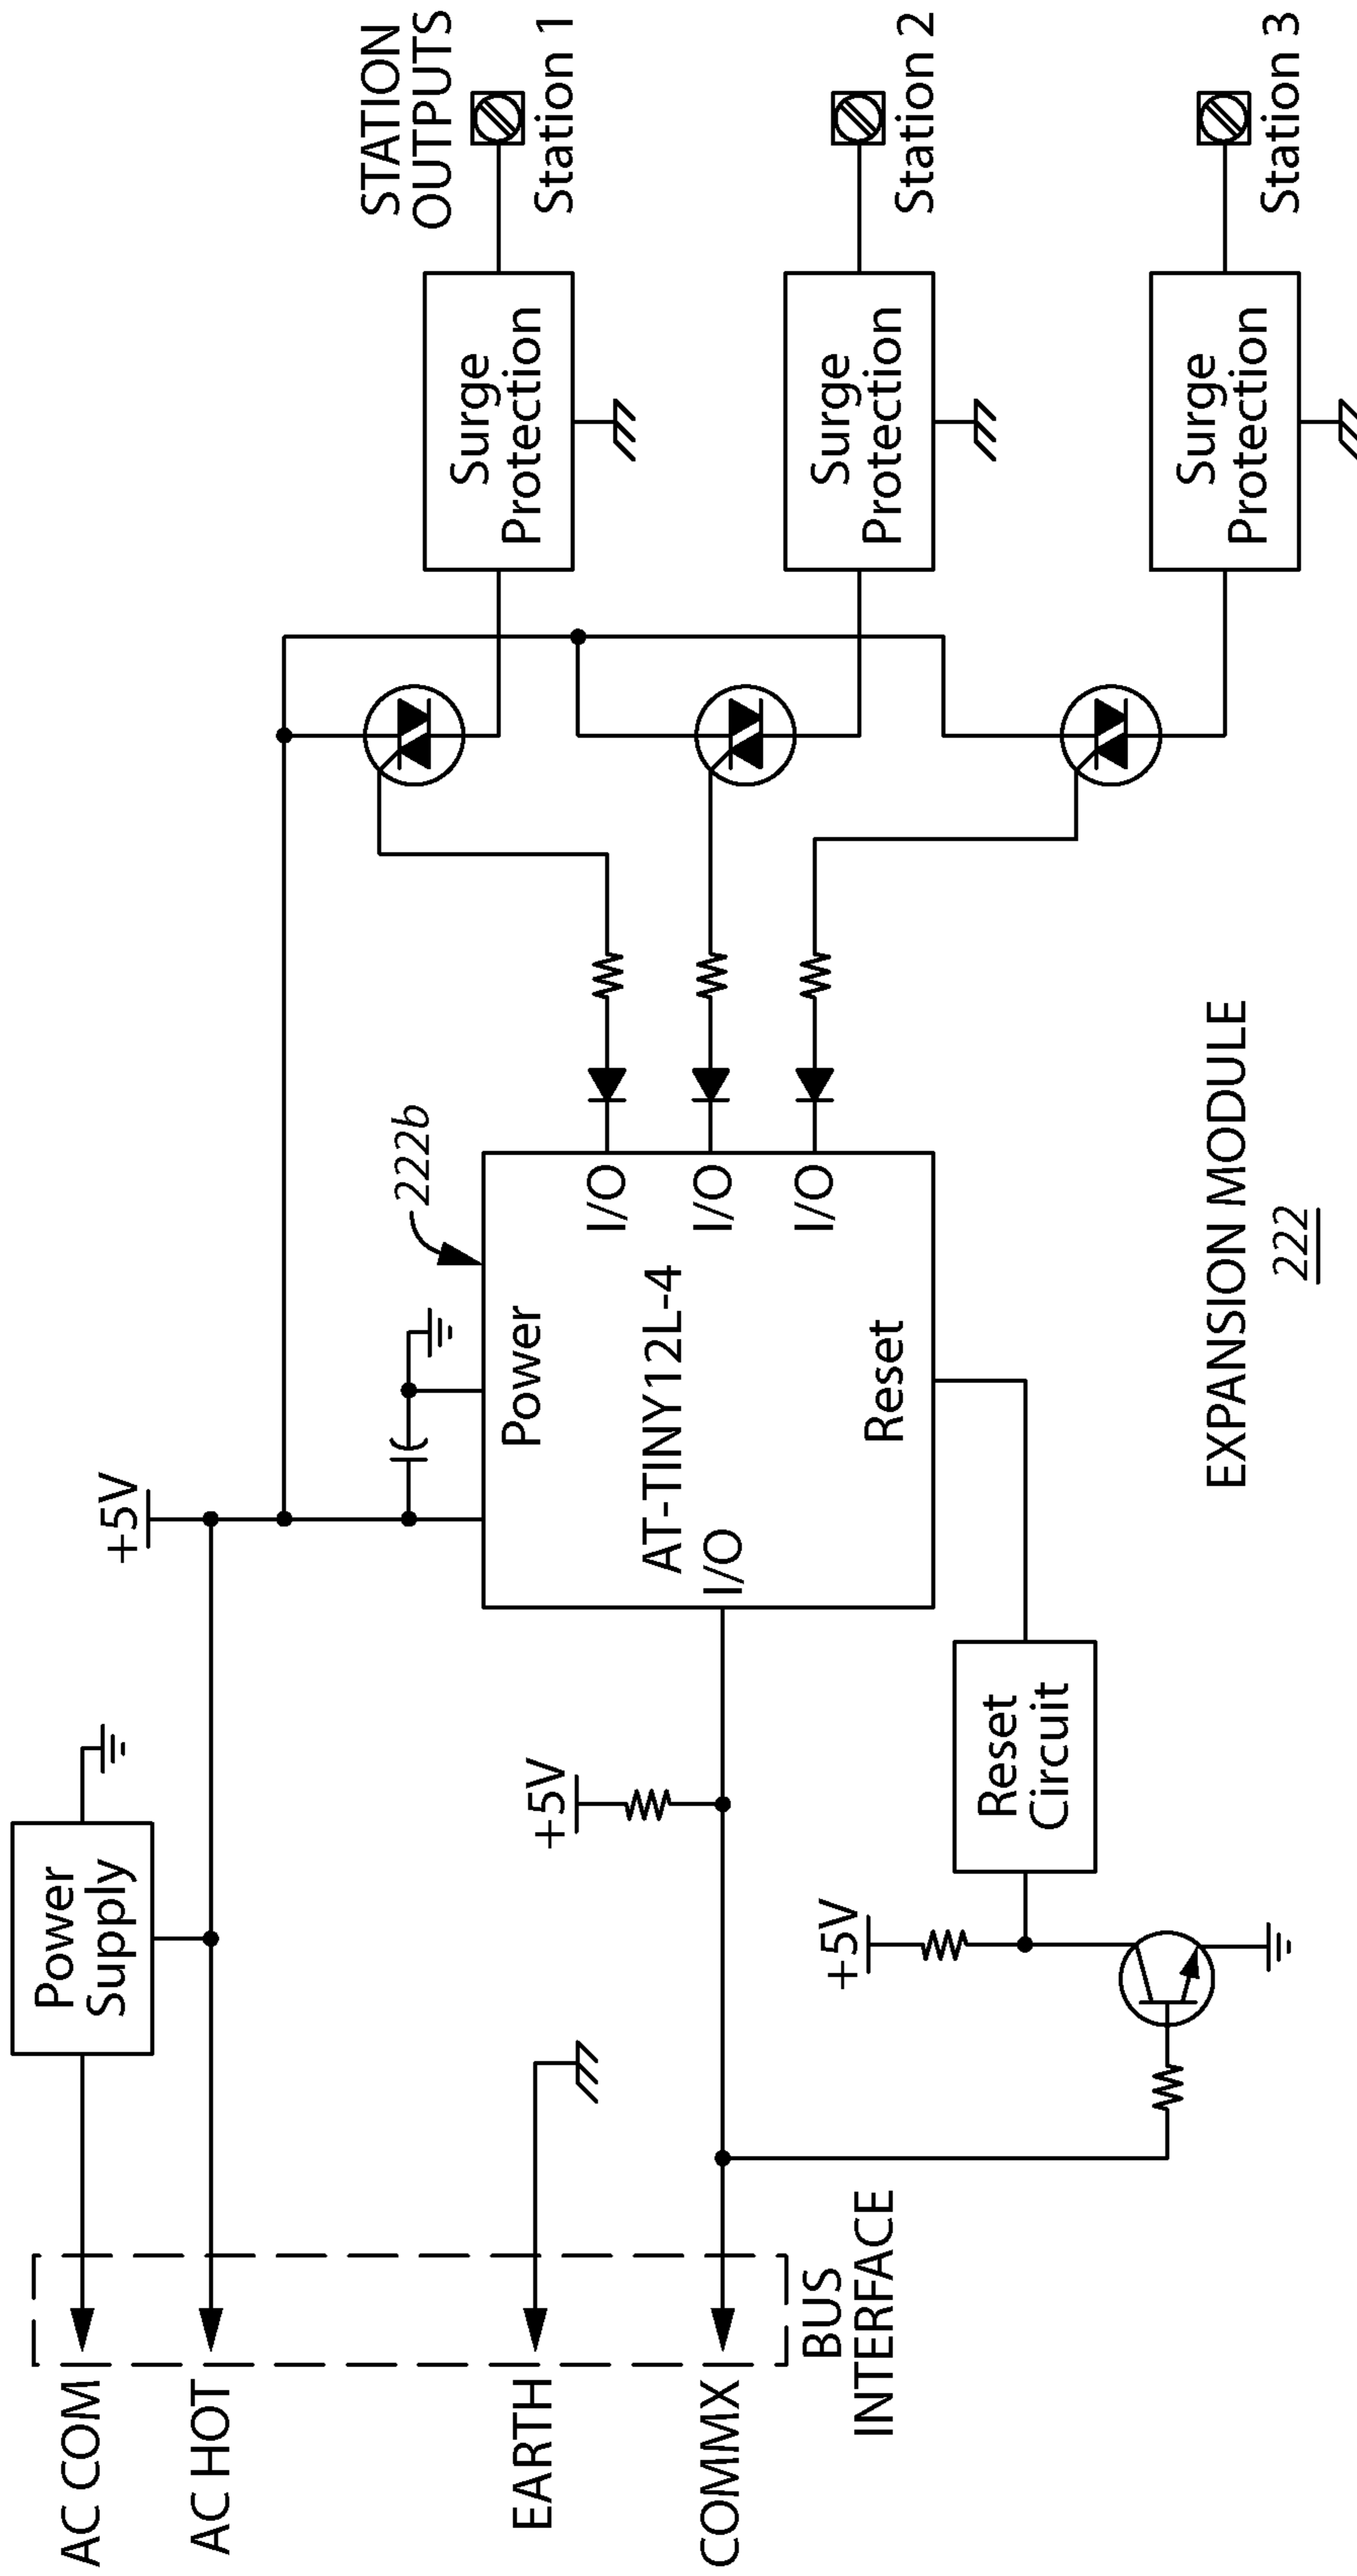 AC COM
AC HOT
EARTH
COMMX
BUS
INTERFACE
Power
Supply
+5V
+5V
+5V
Reset
Circuit
222b
Power
AT-TINY12L-4
I/O
Reset
I/O
I/O
I/O
Surge
Protection
Surge
Protection
Surge
Protection
STATION
OUTPUTS
Station 1
Station 2
Station 3
EXPANSION MODULE
222